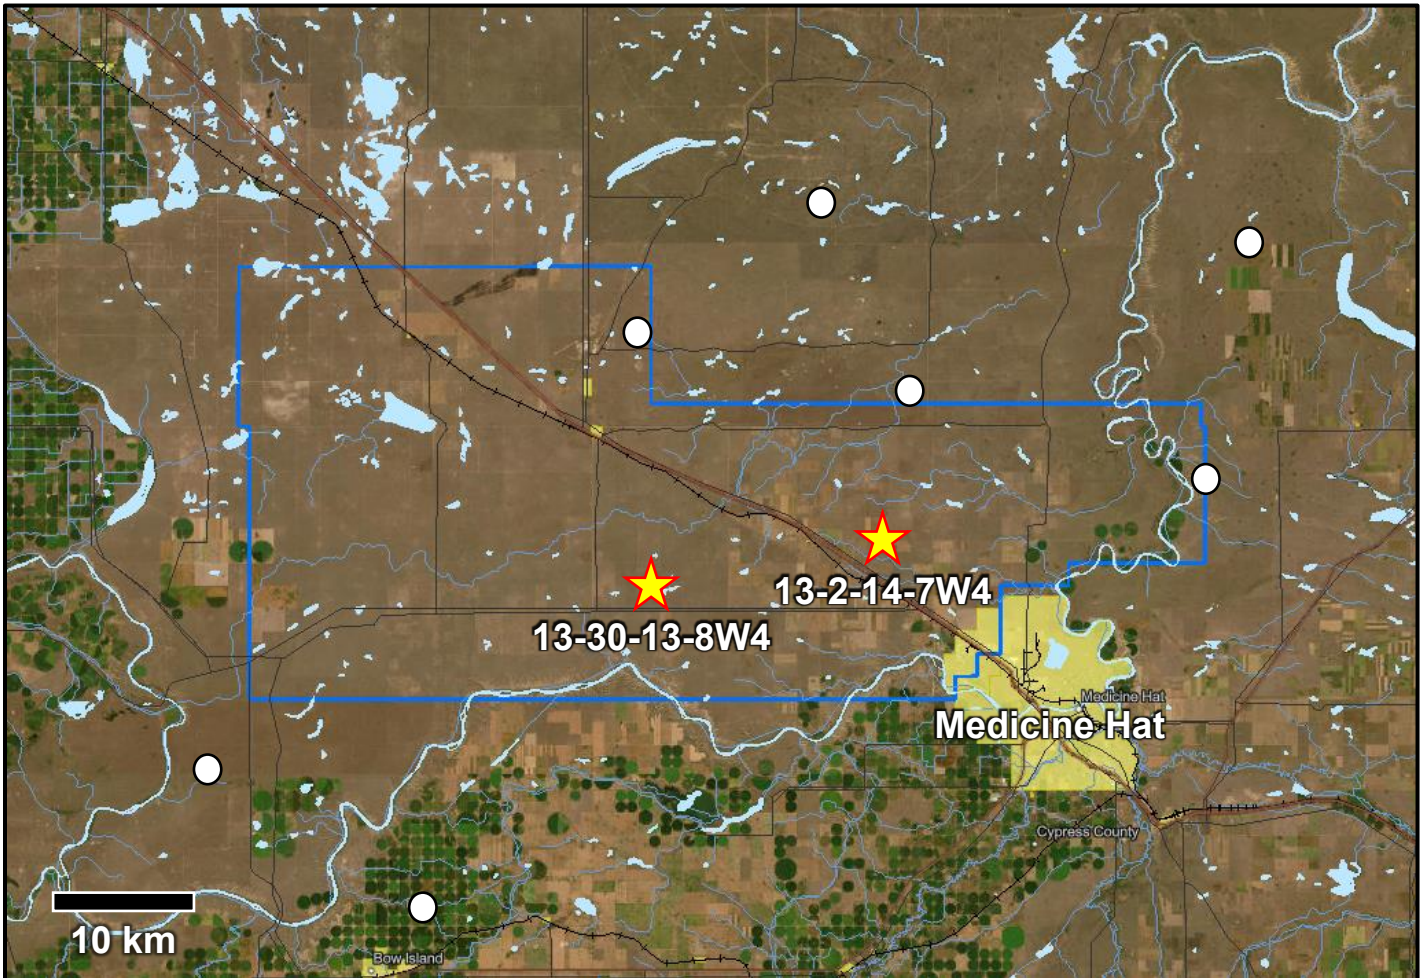 13-2-14-7W4
13-30-13-8W4
Medicine Hat
Medicine Hat
Cypress County
10 km
Bow Island